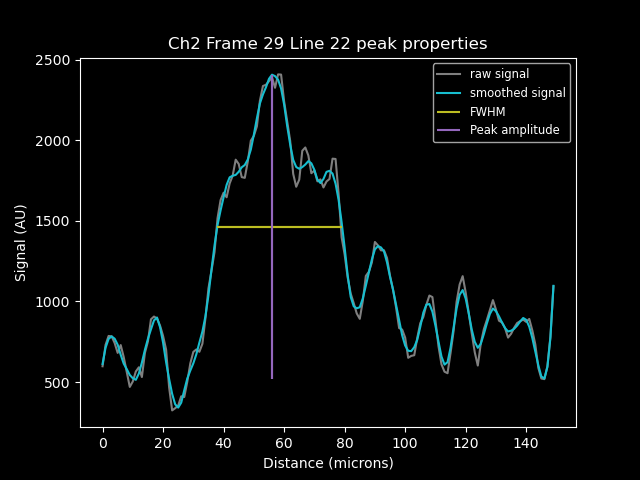 Ch2 Frame 29 Line 22 peak properties
raw signal
smoothed signal
FWHM
Peak amplitude
2500
2000
1500
1000
500
Signal (AU)
0 20 40 60 80 100 120 140
Distance (microns)